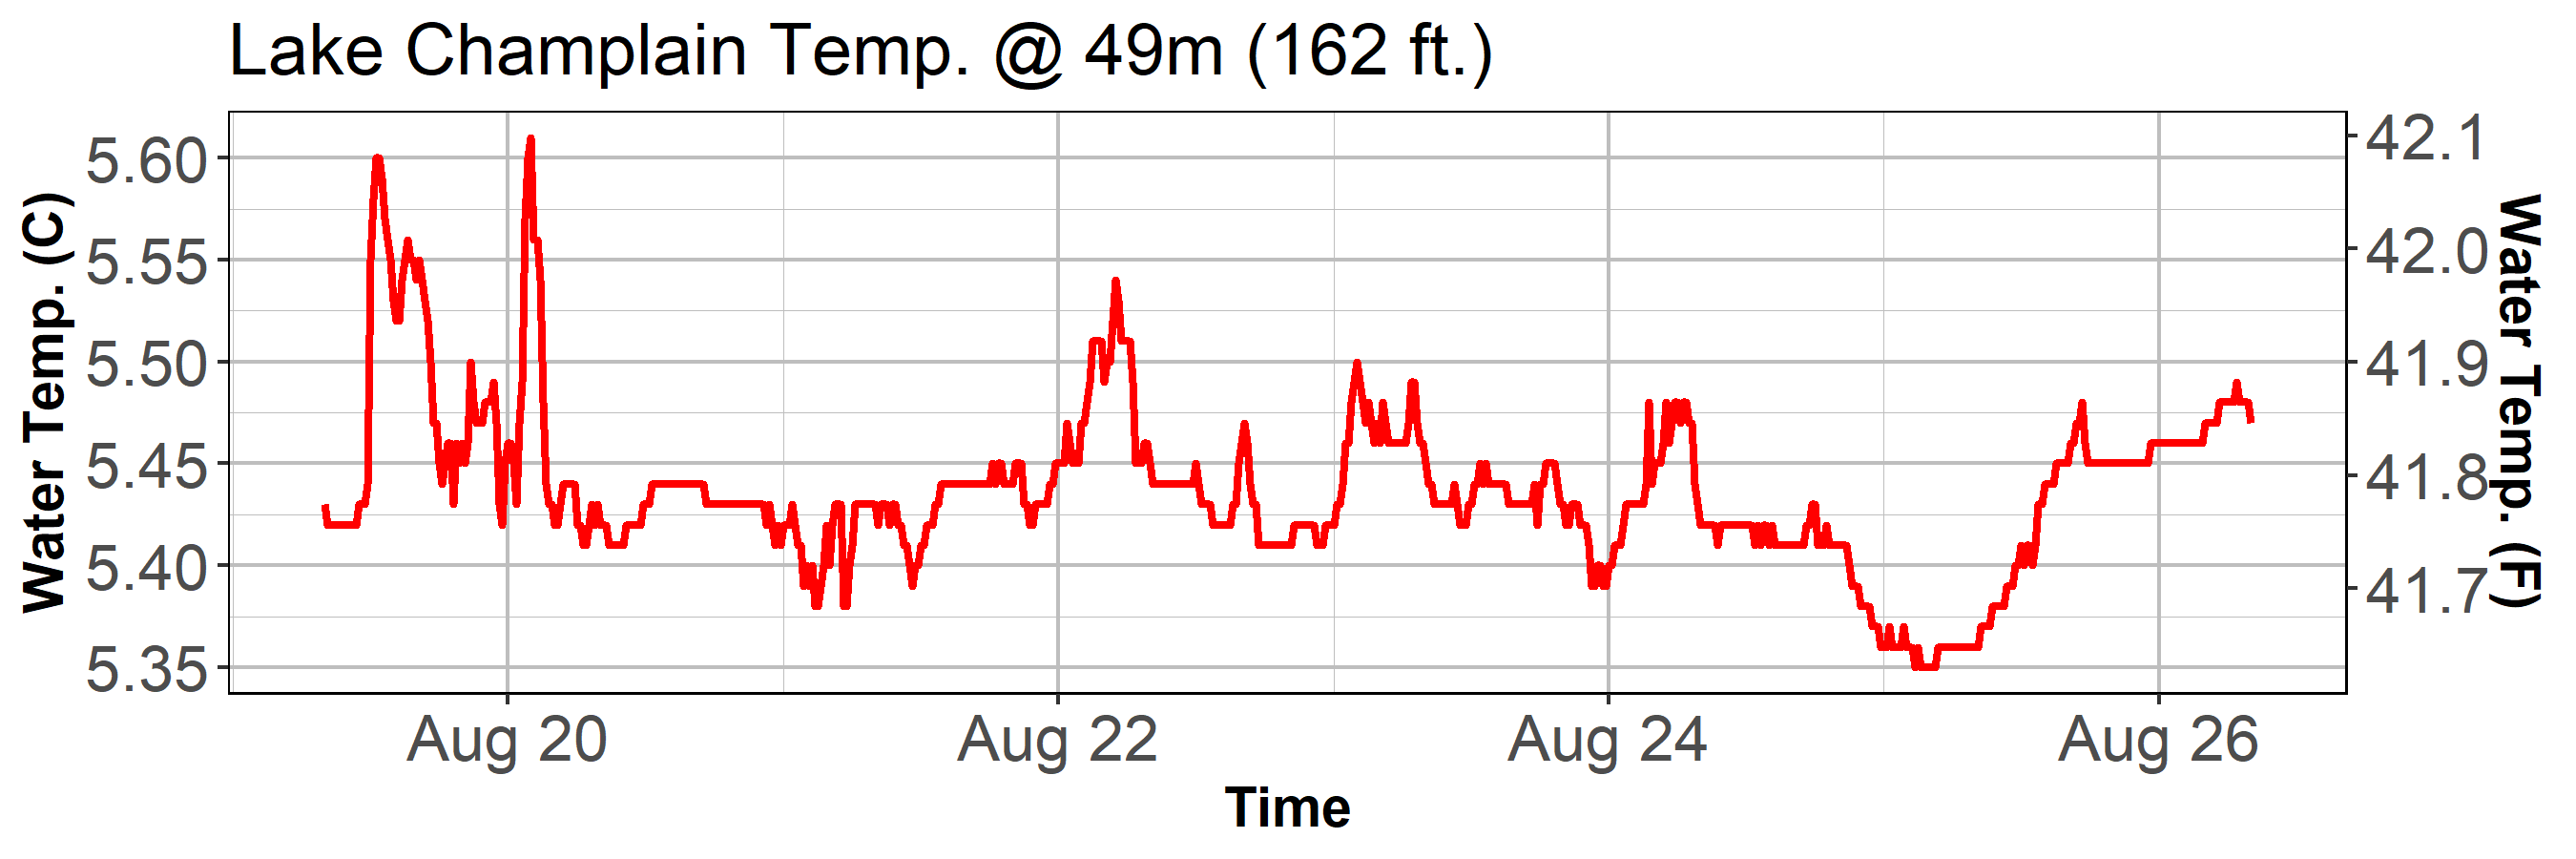 Lake Champlain Temp. @ 49m (162 ft.)
Water Temp. (C)
5.60
5.55
5.50
5.45
5.40
5.35
42.1
42.0
41.9
41.8
41.7
Water Temp. (F)
Aug 20
Aug 22
Aug 24
Aug 26
Time